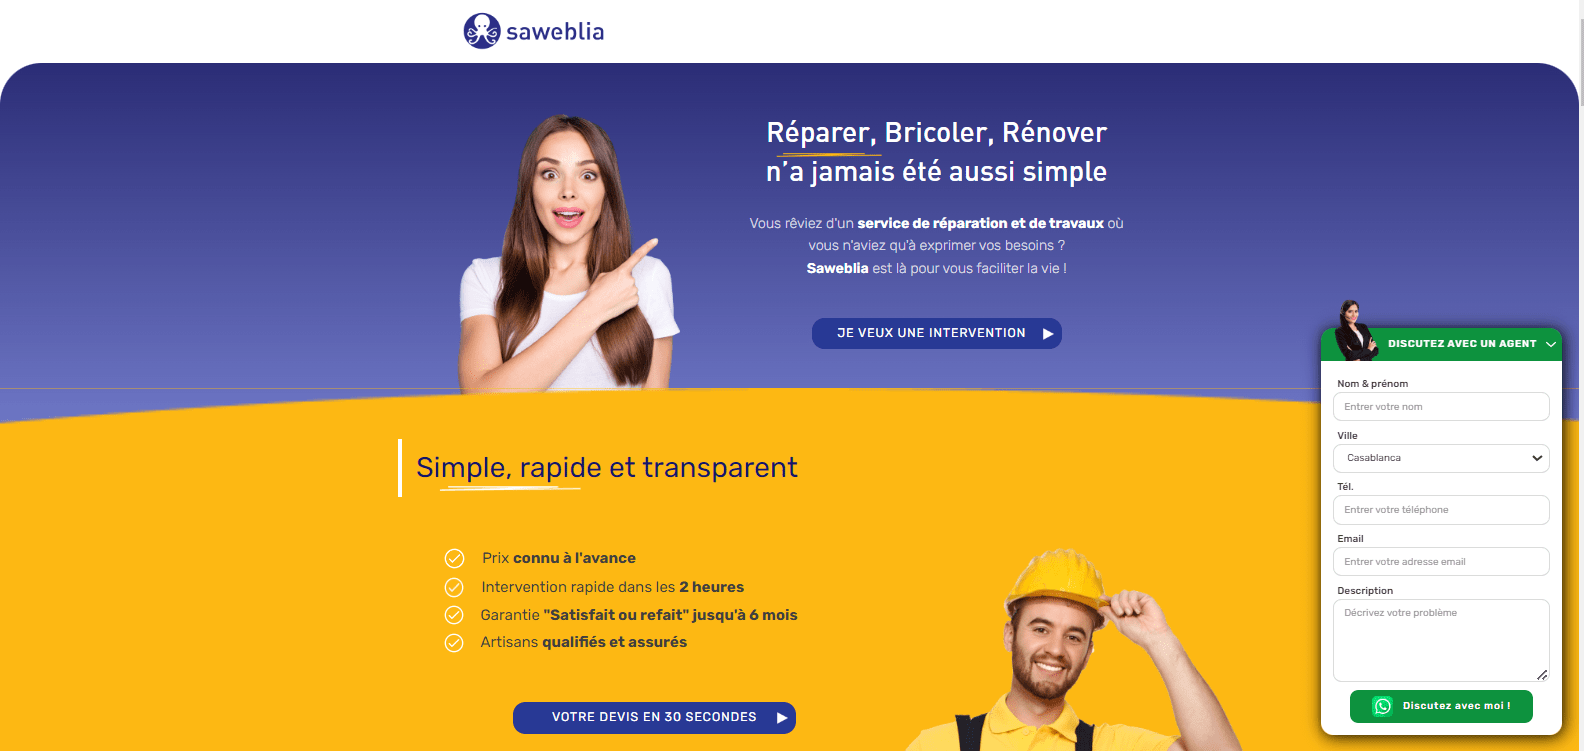 saweblia
Réparer, Bricoler, Rénover
n’a jamais été aussi simple
Vous rêviez d'un service de réparation et de travaux où
vous n'aviez qu'à exprimer vos besoins ?
Saweblia est là pour vous faciliter la vie !
JE VEUX UNE INTERVENTION
Simple, rapide et transparent
Prix connu à l'avance
Intervention rapide dans les 2 heures
Garantie "Satisfait ou refait" jusqu'à 6 mois
Artisans qualifiés et assurés
VOTRE DEVIS EN 30 SECONDES
DISCUTEZ AVEC UN AGENT
Nom & prénom
Entrer votre nom
Ville
Casablanca
Tél.
Entrer votre téléphone
Email
Entrer votre adresse email
Description
Décrivez votre problème
Discutez avec moi !